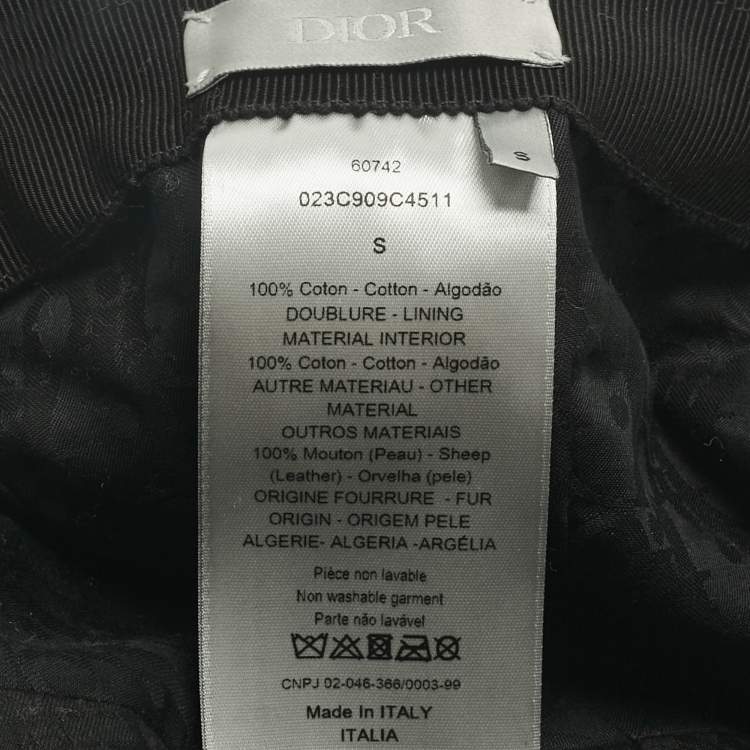 DIOR
S
60742
023C909C4511
S
100% Coton - Cotton - Algodão
DOUBLURE - LINING
MATERIAL INTERIOR
100% Coton - Cotton - Algodão
AUTRE MATERIAU - OTHER
MATERIAL
OUTROS MATERIAIS
100% Mouton (Peau) - Sheep
(Leather) - Orvelha (pele)
ORIGINE FOURRURE - FUR
ORIGIN - ORIGEM PELE
ALGERIE- ALGERIA -ARGÉLIA
Pièce non lavable
Non washable garment
Parte não lavável
CNPJ 02-046-366/0003-99
Made In ITALY
ITALIA